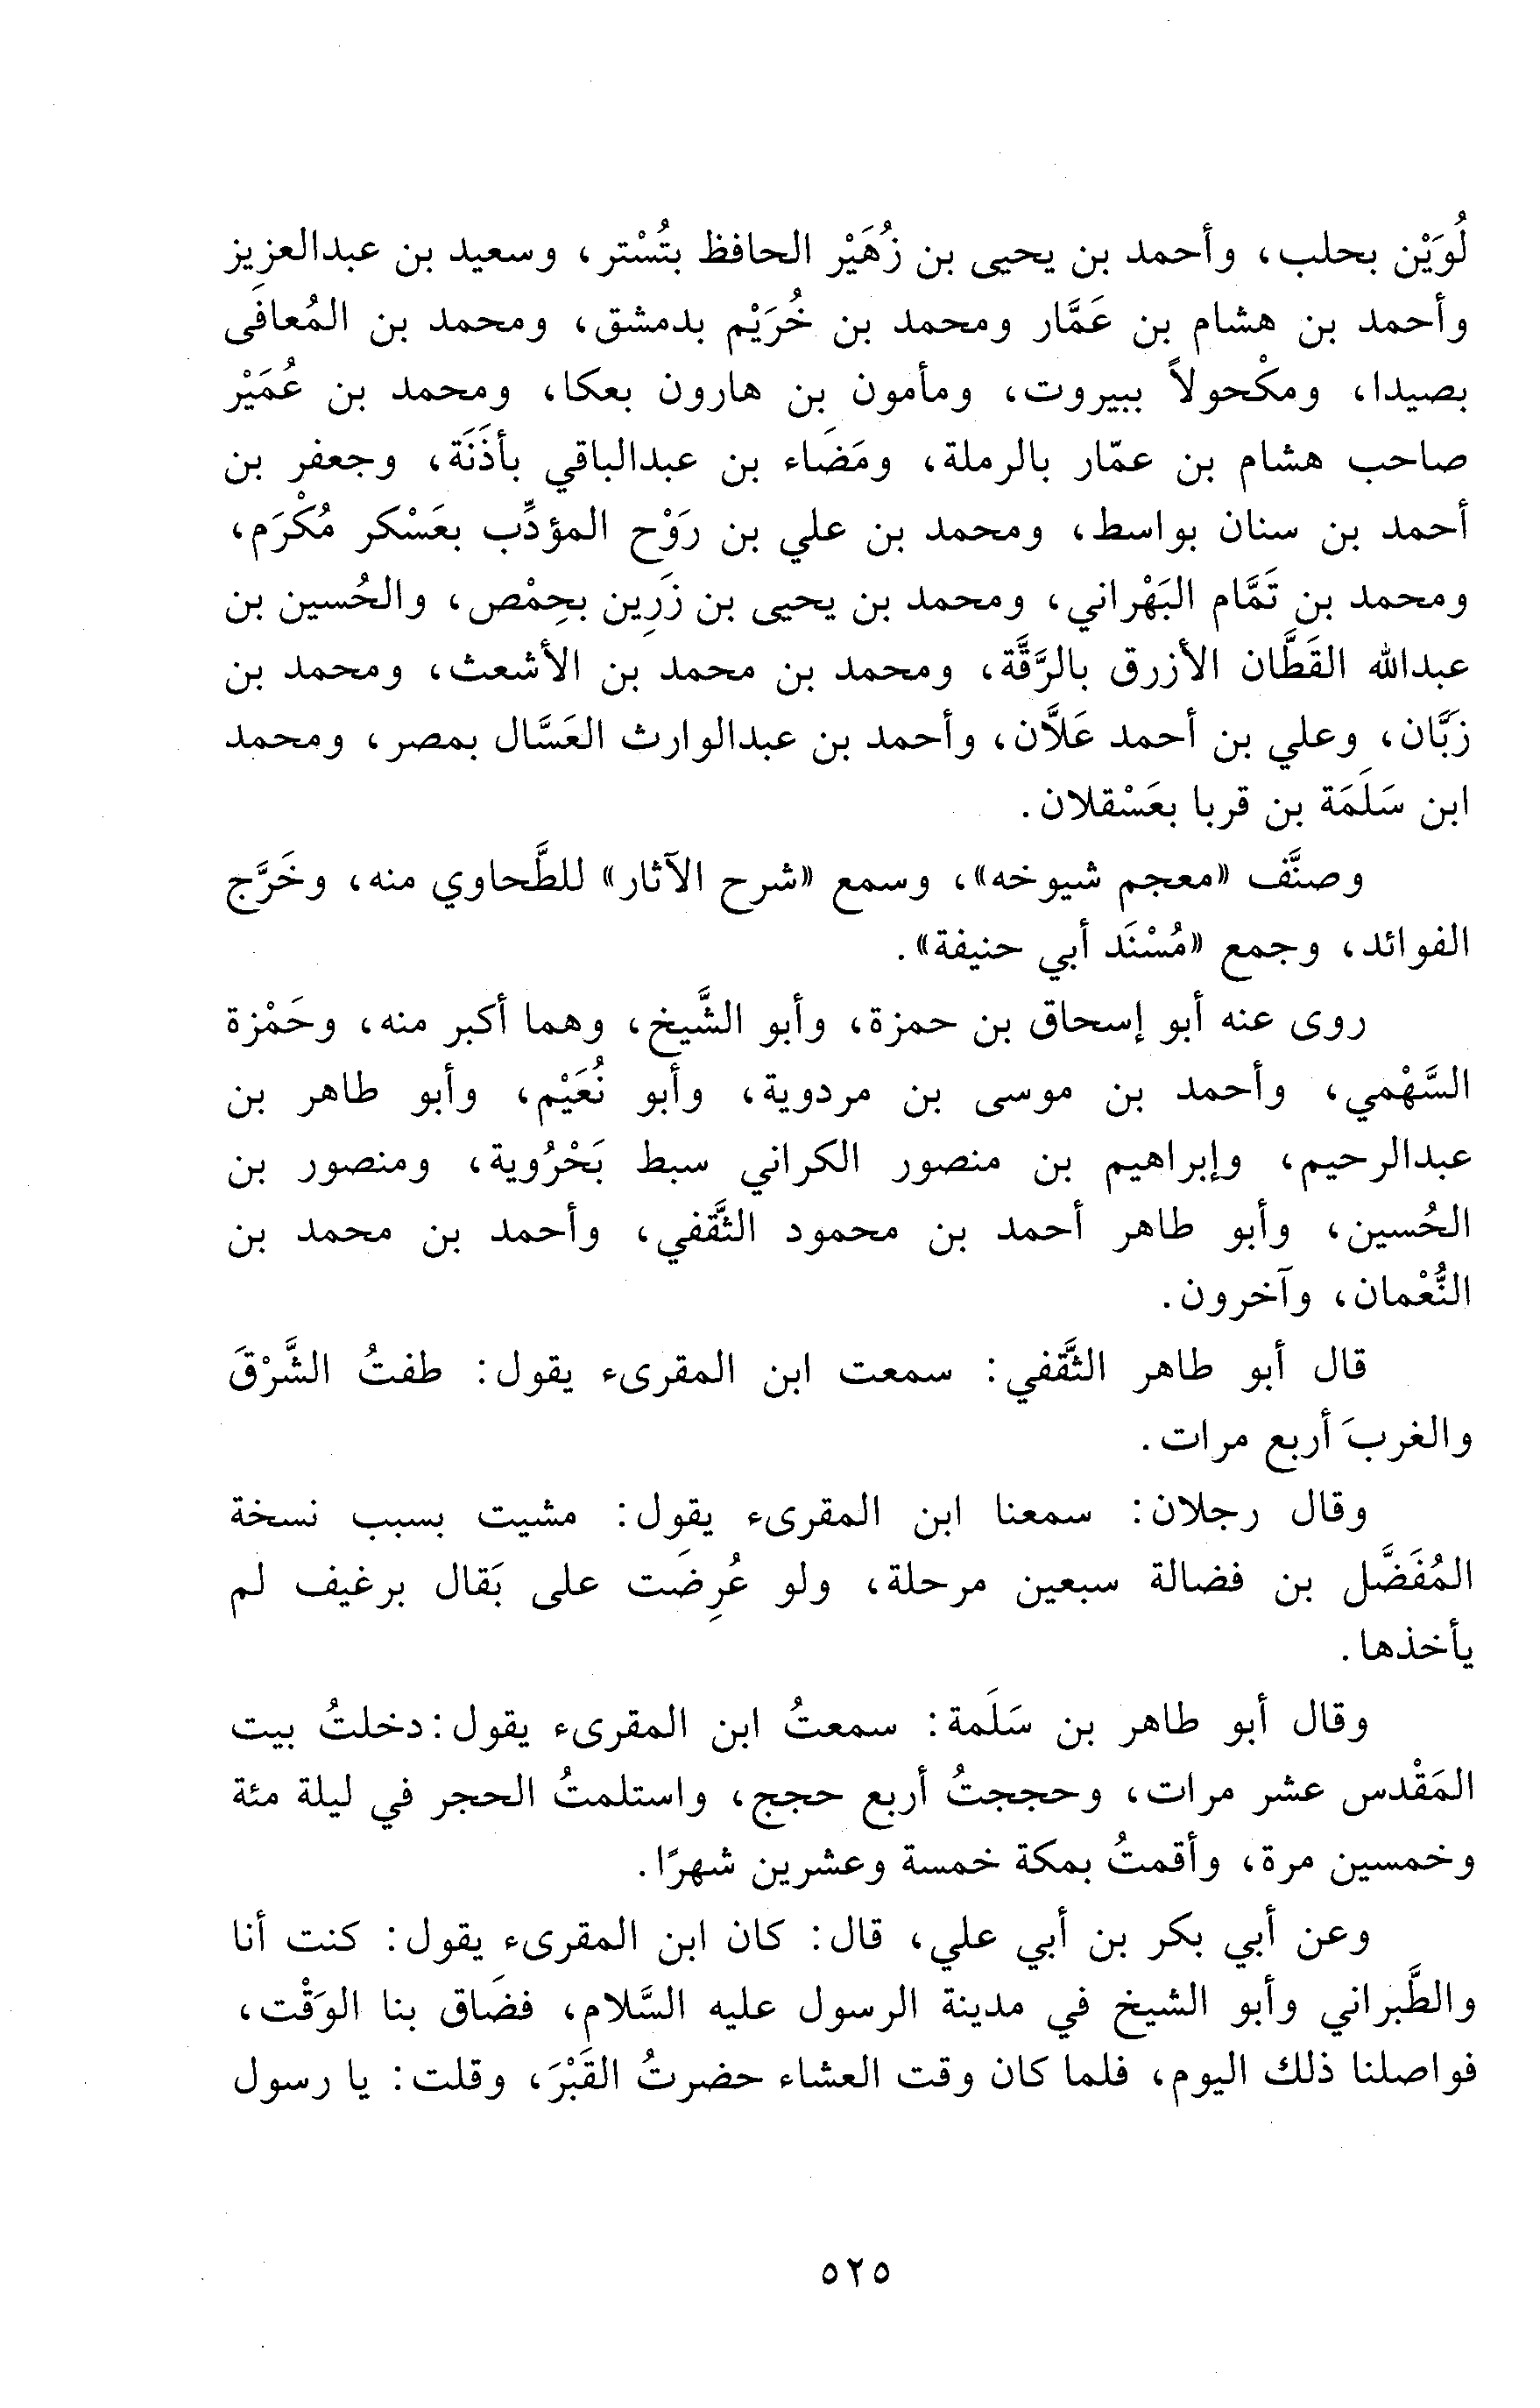 لُوَيْن بحلب، وأحمد بن يحيى بن زُهَيْر الحافظ بتُسْتر، وسعيد بن عبدالعزيز
وأحمد بن هشام بن عَمَّار ومحمد بن خُرَيْم بدمشق، ومحمد بن المُعافَى
بصيدا، ومكْحولاً ببيروت، ومأمون بن هارون بعكا، ومحمد بن عُمَيْر
صاحب هشام بن عمّار بالرملة، ومَضَاء بن عبدالباقي بأذَنَة، وجعفر بن
أحمد بن سنان بواسط، ومحمد بن علي بن رَوْح المؤدِّب بعَسْكر مُكْرَم،
ومحمد بن تَمَّام البَهْراني، ومحمد بن يحيى بن زَرِين بحِمْص، والحُسين بن
عبدالله القَطَّان الأزرق بالرَّقَّة، ومحمد بن محمد بن الأشعث، ومحمد بن
زبَّان، وعلي بن أحمد عَلاَّن، وأحمد بن عبدالوارث العَسَّال بمصر، ومحمد
ابن سَلَمَة بن قربا بعَسْقلان.
وصنَّف «معجم شيوخه»، وسمع «شرح الآثار» للطَّحاوي منه، وخَرَّج
الفوائد، وجمع «مُسْنَد أبي حنيفة».
روى عنه أبو إسحاق بن حمزة، وأبو الشَّيخ، وهما أكبر منه، وحَمْزة
السَّهْمي، وأحمد بن موسى بن مردوية، وأبو نُعَيْم، وأبو طاهر بن
عبدالرحيم، وإبراهيم بن منصور الكراني سبط بَحْرُوية، ومنصور بن
الحُسين، وأبو طاهر أحمد بن محمود الثَّقفي، وأحمد بن محمد بن
النُّعْمان، وآخرون.
قال أبو طاهر الثَّقفي: سمعت ابن المقرىء يقول: طفتُ الشَّرْقَ
والغربَ أربع مرات.
وقال رجلان: سمعنا ابن المقرىء يقول: مشيت بسبب نسخة
المُفَضَّل بن فضالة سبعين مرحلة، ولو عُرِضَت على بَقال برغيف لم
يأخذها.
وقال أبو طاهر بن سَلَمة: سمعتُ ابن المقرىء يقول: دخلتُ بيت
المَقْدس عشر مرات، وحججتُ أربع حجج، واستلمتُ الحجر في ليلة مئة
وخمسين مرة، وأقمتُ بمكة خمسة وعشرين شهرًا.
وعن أبي بكر بن أبي علي، قال: كان ابن المقرىء يقول: كنت أنا
والطَّبراني وأبو الشيخ في مدينة الرسول عليه السَّلام، فضَاق بنا الوَقْت،
فواصلنا ذلك اليوم، فلما كان وقت العشاء حضرتُ القَبْرَ، وقلت: يا رسول
٥٢٥